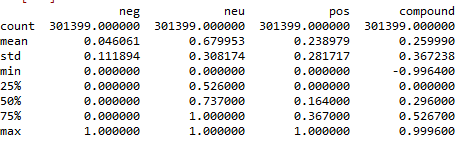 neg neu pos compound
count 301399.000000 301399.000000 301399.000000 301399.000000
mean 0.046061 0.679953 0.238979 0.259990
std 0.111894 0.308174 0.281717 0.367238
min 0.000000 0.000000 0.000000 -0.996400
25% 0.000000 0.526000 0.000000 0.000000
50% 0.000000 0.737000 0.164000 0.296000
75% 0.000000 1.000000 0.367000 0.526700
max 1.000000 1.000000 1.000000 0.999600